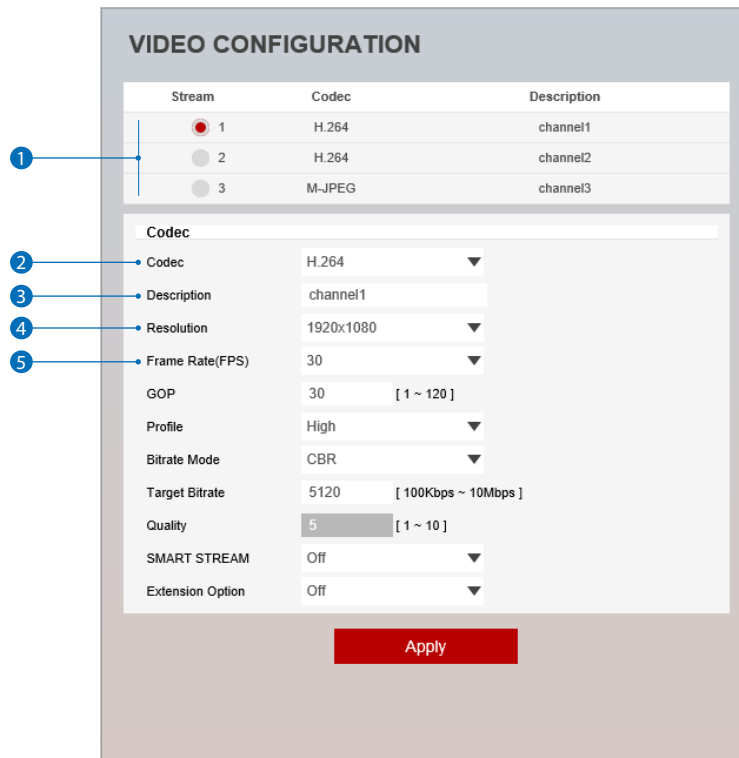 VIDEO CONFIGURATION
Stream Codec Description
1 H.264 channel1
1 2 H.264 channel2
3 M-JPEG channel3
Codec
2 Codec H.264
3 Description channel1
4 Resolution 1920x1080
5 Frame Rate(FPS) 30
GOP 30 [ 1 ~ 120 ]
Profile High
Bitrate Mode CBR
Target Bitrate 5120 [ 100Kbps ~ 10Mbps ]
Quality 5 [ 1 ~ 10 ]
SMART STREAM Off
Extension Option Off
Apply